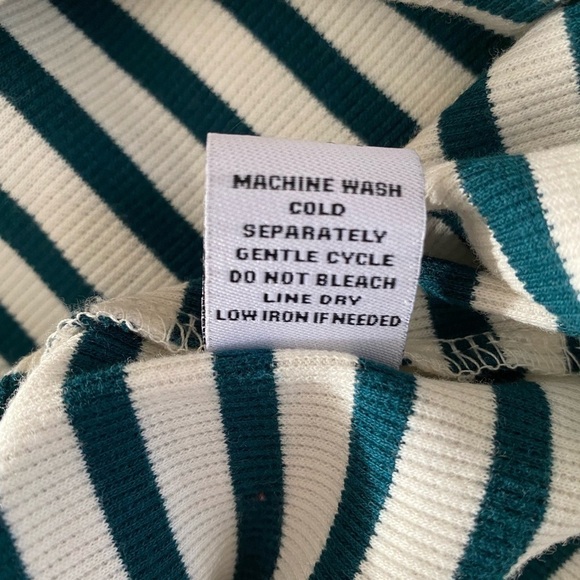 MACHINE WASH
COLD
SEPARATELY
GENTLE CYCLE
DO NOT BLEACH
LINE DRY
LOW IRON IF NEEDED